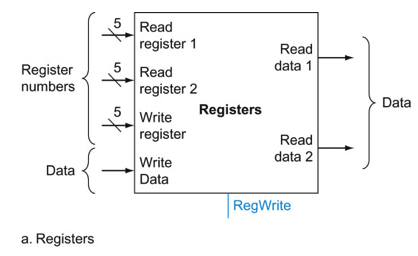 5
Read
register 1
5
Read
register 2
5
Write
register
Write
Data
Register
numbers
Data
Registers
Read
data 1
Read
data 2
Data
RegWrite
a. Registers